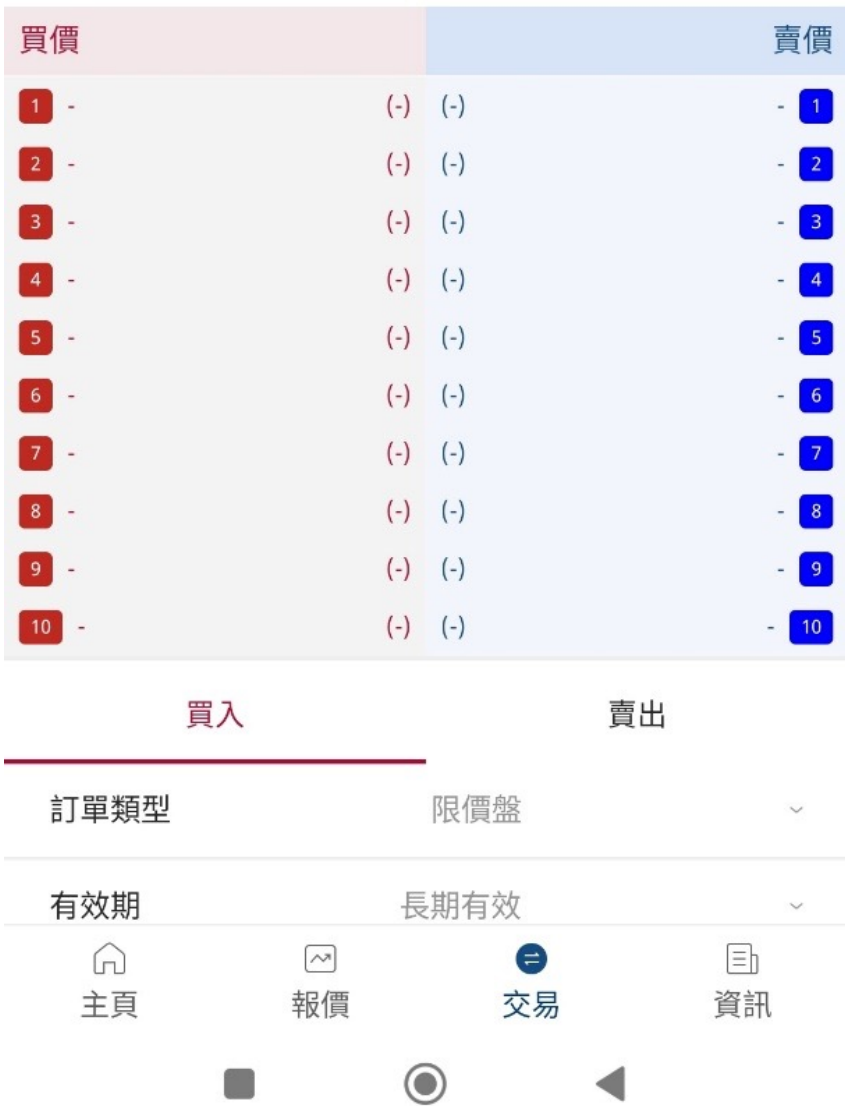 買價 賣價
1 - (-) (-) - 1
2 - (-) (-) - 2
3 - (-) (-) - 3
4 - (-) (-) - 4
5 - (-) (-) - 5
6 - (-) (-) - 6
7 - (-) (-) - 7
8 - (-) (-) - 8
9 - (-) (-) - 9
10 - (-) (-) - 10
買入 賣出
訂單類型 限價盤
有效期 長期有效
主頁 報價 交易 資訊